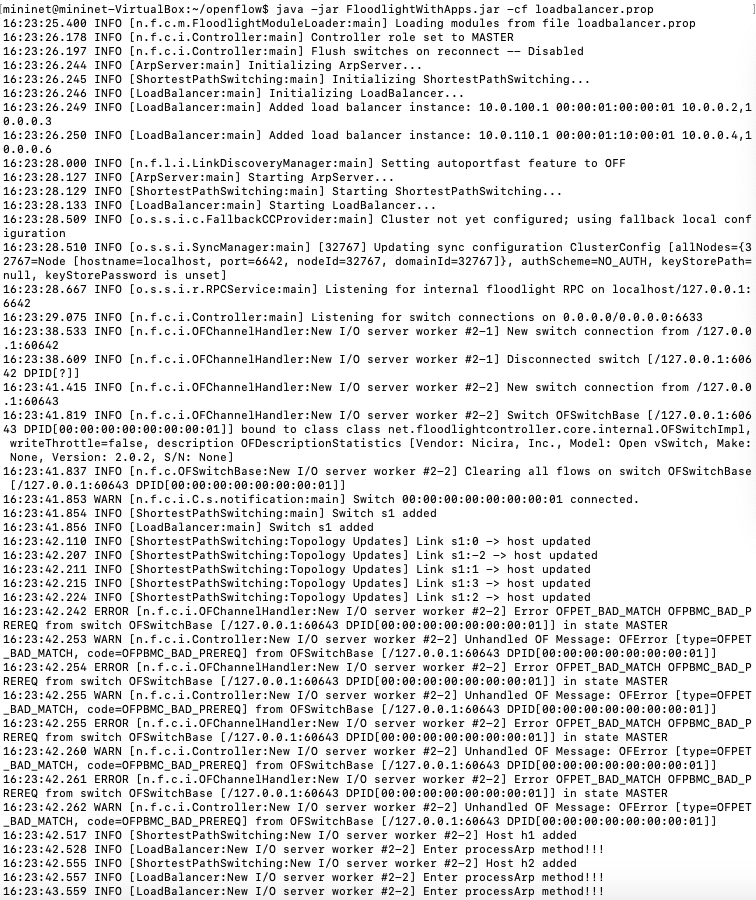 mininet@mininet-VirtualBox:~/openflow$ java -jar FloodlightWithApps.jar -cf loadbalancer.prop
16:23:25.400 INFO [n.f.c.m.FloodlightModuleLoader:main] Loading modules from file loadbalancer.prop
16:23:26.178 INFO [n.f.c.i.Controller:main] Controller role set to MASTER
16:23:26.197 INFO [n.f.c.i.Controller:main] Flush switches on reconnect -- Disabled
16:23:26.244 INFO [ArpServer:main] Initializing ArpServer...
16:23:26.245 INFO [ShortestPathSwitching:main] Initializing ShortestPathSwitching...
16:23:26.246 INFO [LoadBalancer:main] Initializing LoadBalancer...
16:23:26.249 INFO [LoadBalancer:main] Added load balancer instance: 10.0.100.1 00:00:01:00:00:01 10.0.0.2,1
0.0.0.3
16:23:26.250 INFO [LoadBalancer:main] Added load balancer instance: 10.0.110.1 00:00:01:10:00:01 10.0.0.4,1
0.0.0.6
16:23:28.000 INFO [n.f.l.i.LinkDiscoveryManager:main] Setting autoportfast feature to OFF
16:23:28.127 INFO [ArpServer:main] Starting ArpServer...
16:23:28.129 INFO [ShortestPathSwitching:main] Starting ShortestPathSwitching...
16:23:28.133 INFO [LoadBalancer:main] Starting LoadBalancer...
16:23:28.509 INFO [o.s.s.i.c.FallbackCCProvider:main] Cluster not yet configured; using fallback local conf
iguration
16:23:28.510 INFO [o.s.s.i.SyncManager:main] [32767] Updating sync configuration ClusterConfig [allNodes={3
2767=Node [hostname=localhost, port=6642, nodeId=32767, domainId=32767]}, authScheme=NO_AUTH, keyStorePath=
null, keyStorePassword is unset]
16:23:28.667 INFO [o.s.s.i.r.RPCService:main] Listening for internal floodlight RPC on localhost/127.0.0.1:
6642
16:23:29.075 INFO [n.f.c.i.Controller:main] Listening for switch connections on 0.0.0.0/0.0.0.0:6633
16:23:38.533 INFO [n.f.c.i.OFChannelHandler:New I/O server worker #2-1] New switch connection from /127.0.0
.1:60642
16:23:38.609 INFO [n.f.c.i.OFChannelHandler:New I/O server worker #2-1] Disconnected switch [/127.0.0.1:606
42 DPID[?]]
16:23:41.415 INFO [n.f.c.i.OFChannelHandler:New I/O server worker #2-2] New switch connection from /127.0.0
.1:60643
16:23:41.819 INFO [n.f.c.i.OFChannelHandler:New I/O server worker #2-2] Switch OFSwitchBase [/127.0.0.1:606
43 DPID[00:00:00:00:00:00:00:01]] bound to class class net.floodlightcontroller.core.internal.OFSwitchImpl,
 writeThrottle=false, description OFDescriptionStatistics [Vendor: Nicira, Inc., Model: Open vSwitch, Make:
 None, Version: 2.0.2, S/N: None]
16:23:41.837 INFO [n.f.c.OFSwitchBase:New I/O server worker #2-2] Clearing all flows on switch OFSwitchBase
 [/127.0.0.1:60643 DPID[00:00:00:00:00:00:00:01]]
16:23:41.853 WARN [n.f.c.i.C.s.notification:main] Switch 00:00:00:00:00:00:00:01 connected.
16:23:41.854 INFO [ShortestPathSwitching:main] Switch s1 added
16:23:41.856 INFO [LoadBalancer:main] Switch s1 added
16:23:42.110 INFO [ShortestPathSwitching:Topology Updates] Link s1:0 -> host updated
16:23:42.207 INFO [ShortestPathSwitching:Topology Updates] Link s1:-2 -> host updated
16:23:42.211 INFO [ShortestPathSwitching:Topology Updates] Link s1:1 -> host updated
16:23:42.215 INFO [ShortestPathSwitching:Topology Updates] Link s1:3 -> host updated
16:23:42.224 INFO [ShortestPathSwitching:Topology Updates] Link s1:2 -> host updated
16:23:42.242 ERROR [n.f.c.i.OFChannelHandler:New I/O server worker #2-2] Error OFPET_BAD_MATCH OFPBMC_BAD_P
REREQ from switch OFSwitchBase [/127.0.0.1:60643 DPID[00:00:00:00:00:00:00:01]] in state MASTER
16:23:42.253 WARN [n.f.c.i.Controller:New I/O server worker #2-2] Unhandled OF Message: OFError [type=OFPET
_BAD_MATCH, code=OFPBMC_BAD_PREREQ] from OFSwitchBase [/127.0.0.1:60643 DPID[00:00:00:00:00:00:00:01]]
16:23:42.254 ERROR [n.f.c.i.OFChannelHandler:New I/O server worker #2-2] Error OFPET_BAD_MATCH OFPBMC_BAD_P
REREQ from switch OFSwitchBase [/127.0.0.1:60643 DPID[00:00:00:00:00:00:00:01]] in state MASTER
16:23:42.255 WARN [n.f.c.i.Controller:New I/O server worker #2-2] Unhandled OF Message: OFError [type=OFPET
_BAD_MATCH, code=OFPBMC_BAD_PREREQ] from OFSwitchBase [/127.0.0.1:60643 DPID[00:00:00:00:00:00:00:01]]
16:23:42.255 ERROR [n.f.c.i.OFChannelHandler:New I/O server worker #2-2] Error OFPET_BAD_MATCH OFPBMC_BAD_P
REREQ from switch OFSwitchBase [/127.0.0.1:60643 DPID[00:00:00:00:00:00:00:01]] in state MASTER
16:23:42.260 WARN [n.f.c.i.Controller:New I/O server worker #2-2] Unhandled OF Message: OFError [type=OFPET
_BAD_MATCH, code=OFPBMC_BAD_PREREQ] from OFSwitchBase [/127.0.0.1:60643 DPID[00:00:00:00:00:00:00:01]]
16:23:42.261 ERROR [n.f.c.i.OFChannelHandler:New I/O server worker #2-2] Error OFPET_BAD_MATCH OFPBMC_BAD_P
REREQ from switch OFSwitchBase [/127.0.0.1:60643 DPID[00:00:00:00:00:00:00:01]] in state MASTER
16:23:42.262 WARN [n.f.c.i.Controller:New I/O server worker #2-2] Unhandled OF Message: OFError [type=OFPET
_BAD_MATCH, code=OFPBMC_BAD_PREREQ] from OFSwitchBase [/127.0.0.1:60643 DPID[00:00:00:00:00:00:00:01]]
16:23:42.517 INFO [ShortestPathSwitching:New I/O server worker #2-2] Host h1 added
16:23:42.528 INFO [LoadBalancer:New I/O server worker #2-2] Enter processArp method!!!
16:23:42.555 INFO [ShortestPathSwitching:New I/O server worker #2-2] Host h2 added
16:23:42.557 INFO [LoadBalancer:New I/O server worker #2-2] Enter processArp method!!!
16:23:43.559 INFO [LoadBalancer:New I/O server worker #2-2] Enter processArp method!!!